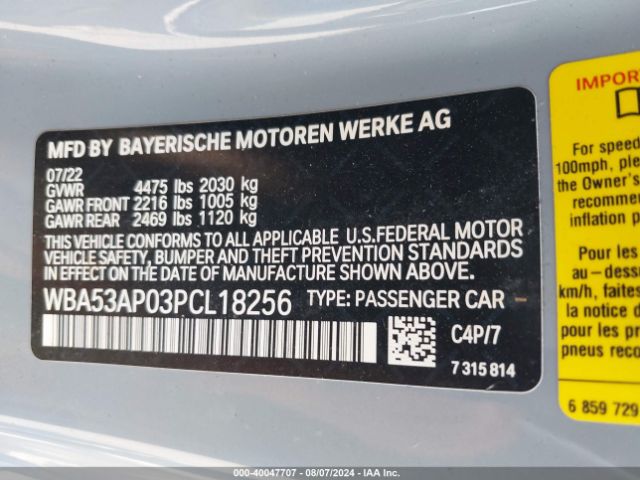 MFD BY BAYERISCHE MOTOREN WERKE AG
07/22
GVWR 4475 lbs 2030 kg
GAWR FRONT 2216 lbs 1005 kg
GAWR REAR 2469 lbs 1120 kg
THIS VEHICLE CONFORMS TO ALL APPLICABLE U.S.FEDERAL MOTOR
VEHICLE SAFETY, BUMPER AND THEFT PREVENTION STANDARDS
IN EFFECT ON THE DATE OF MANUFACTURE SHOWN ABOVE.
WBA53AP03PCL18256 TYPE: PASSENGER CAR
C4P/7
7 315 814
IMPOR
For speed
100mph, ple
the Owner's
recommen
inflation p
Pour les
au-dessus
km/h, faites
la notice
pour les
pneus recom
6 859 729
000-40047707 - 08/07/2024 - IAA Inc.